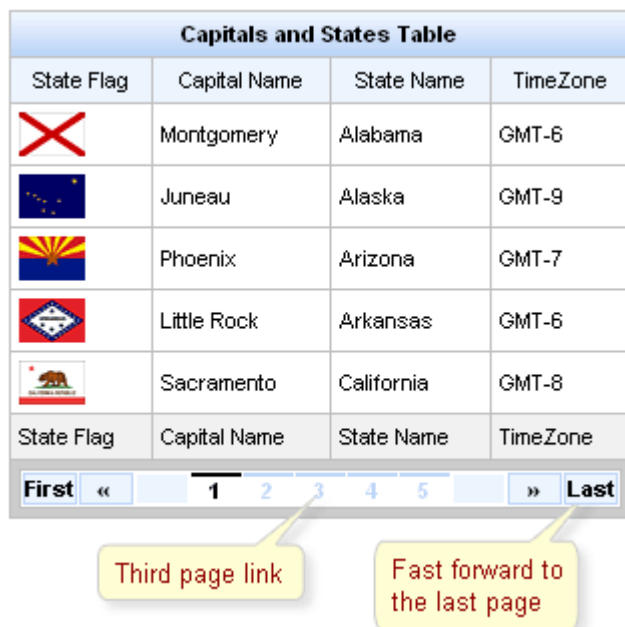 Capitals and States Table
State Flag Capital Name State Name TimeZone
Montgomery Alabama GMT-6
Juneau Alaska GMT-9
Phoenix Arizona GMT-7
Little Rock Arkansas GMT-6
Sacramento California GMT-8
State Flag Capital Name State Name TimeZone
First « 1 2 3 4 5 » Last
Third page link
Fast forward to
the last page